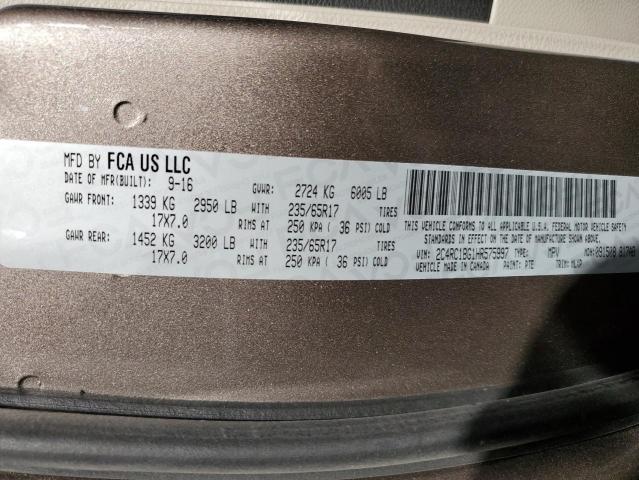 MFD BY FCA US LLC
DATE OF MFR(BUILT): 9-16 GVWR: 2724 KG 6005 LB
GAWR FRONT: 1339 KG 2950 LB WITH 235/65R17 TIRES
17X7.0 RIMS AT 250 KPA ( 36 PSI) COLD
GAWR REAR: 1452 KG 3200 LB WITH 235/65R17 TIRES
17X7.0 RIMS AT 250 KPA ( 36 PSI) COLD
THIS VEHICLE CONFORMS TO ALL APPLICABLE U.S.A. FEDERAL MOTOR VEHICLE SAFETY
STANDARDS IN EFFECT ON THE DATE OF MANUFACTURE SHOWN ABOVE.
VIN: 2C4RC1BG1HR575997 TYPE: MPV MDH:
VEHICLE MADE IN CANADA PAINT: PTE TRIM: